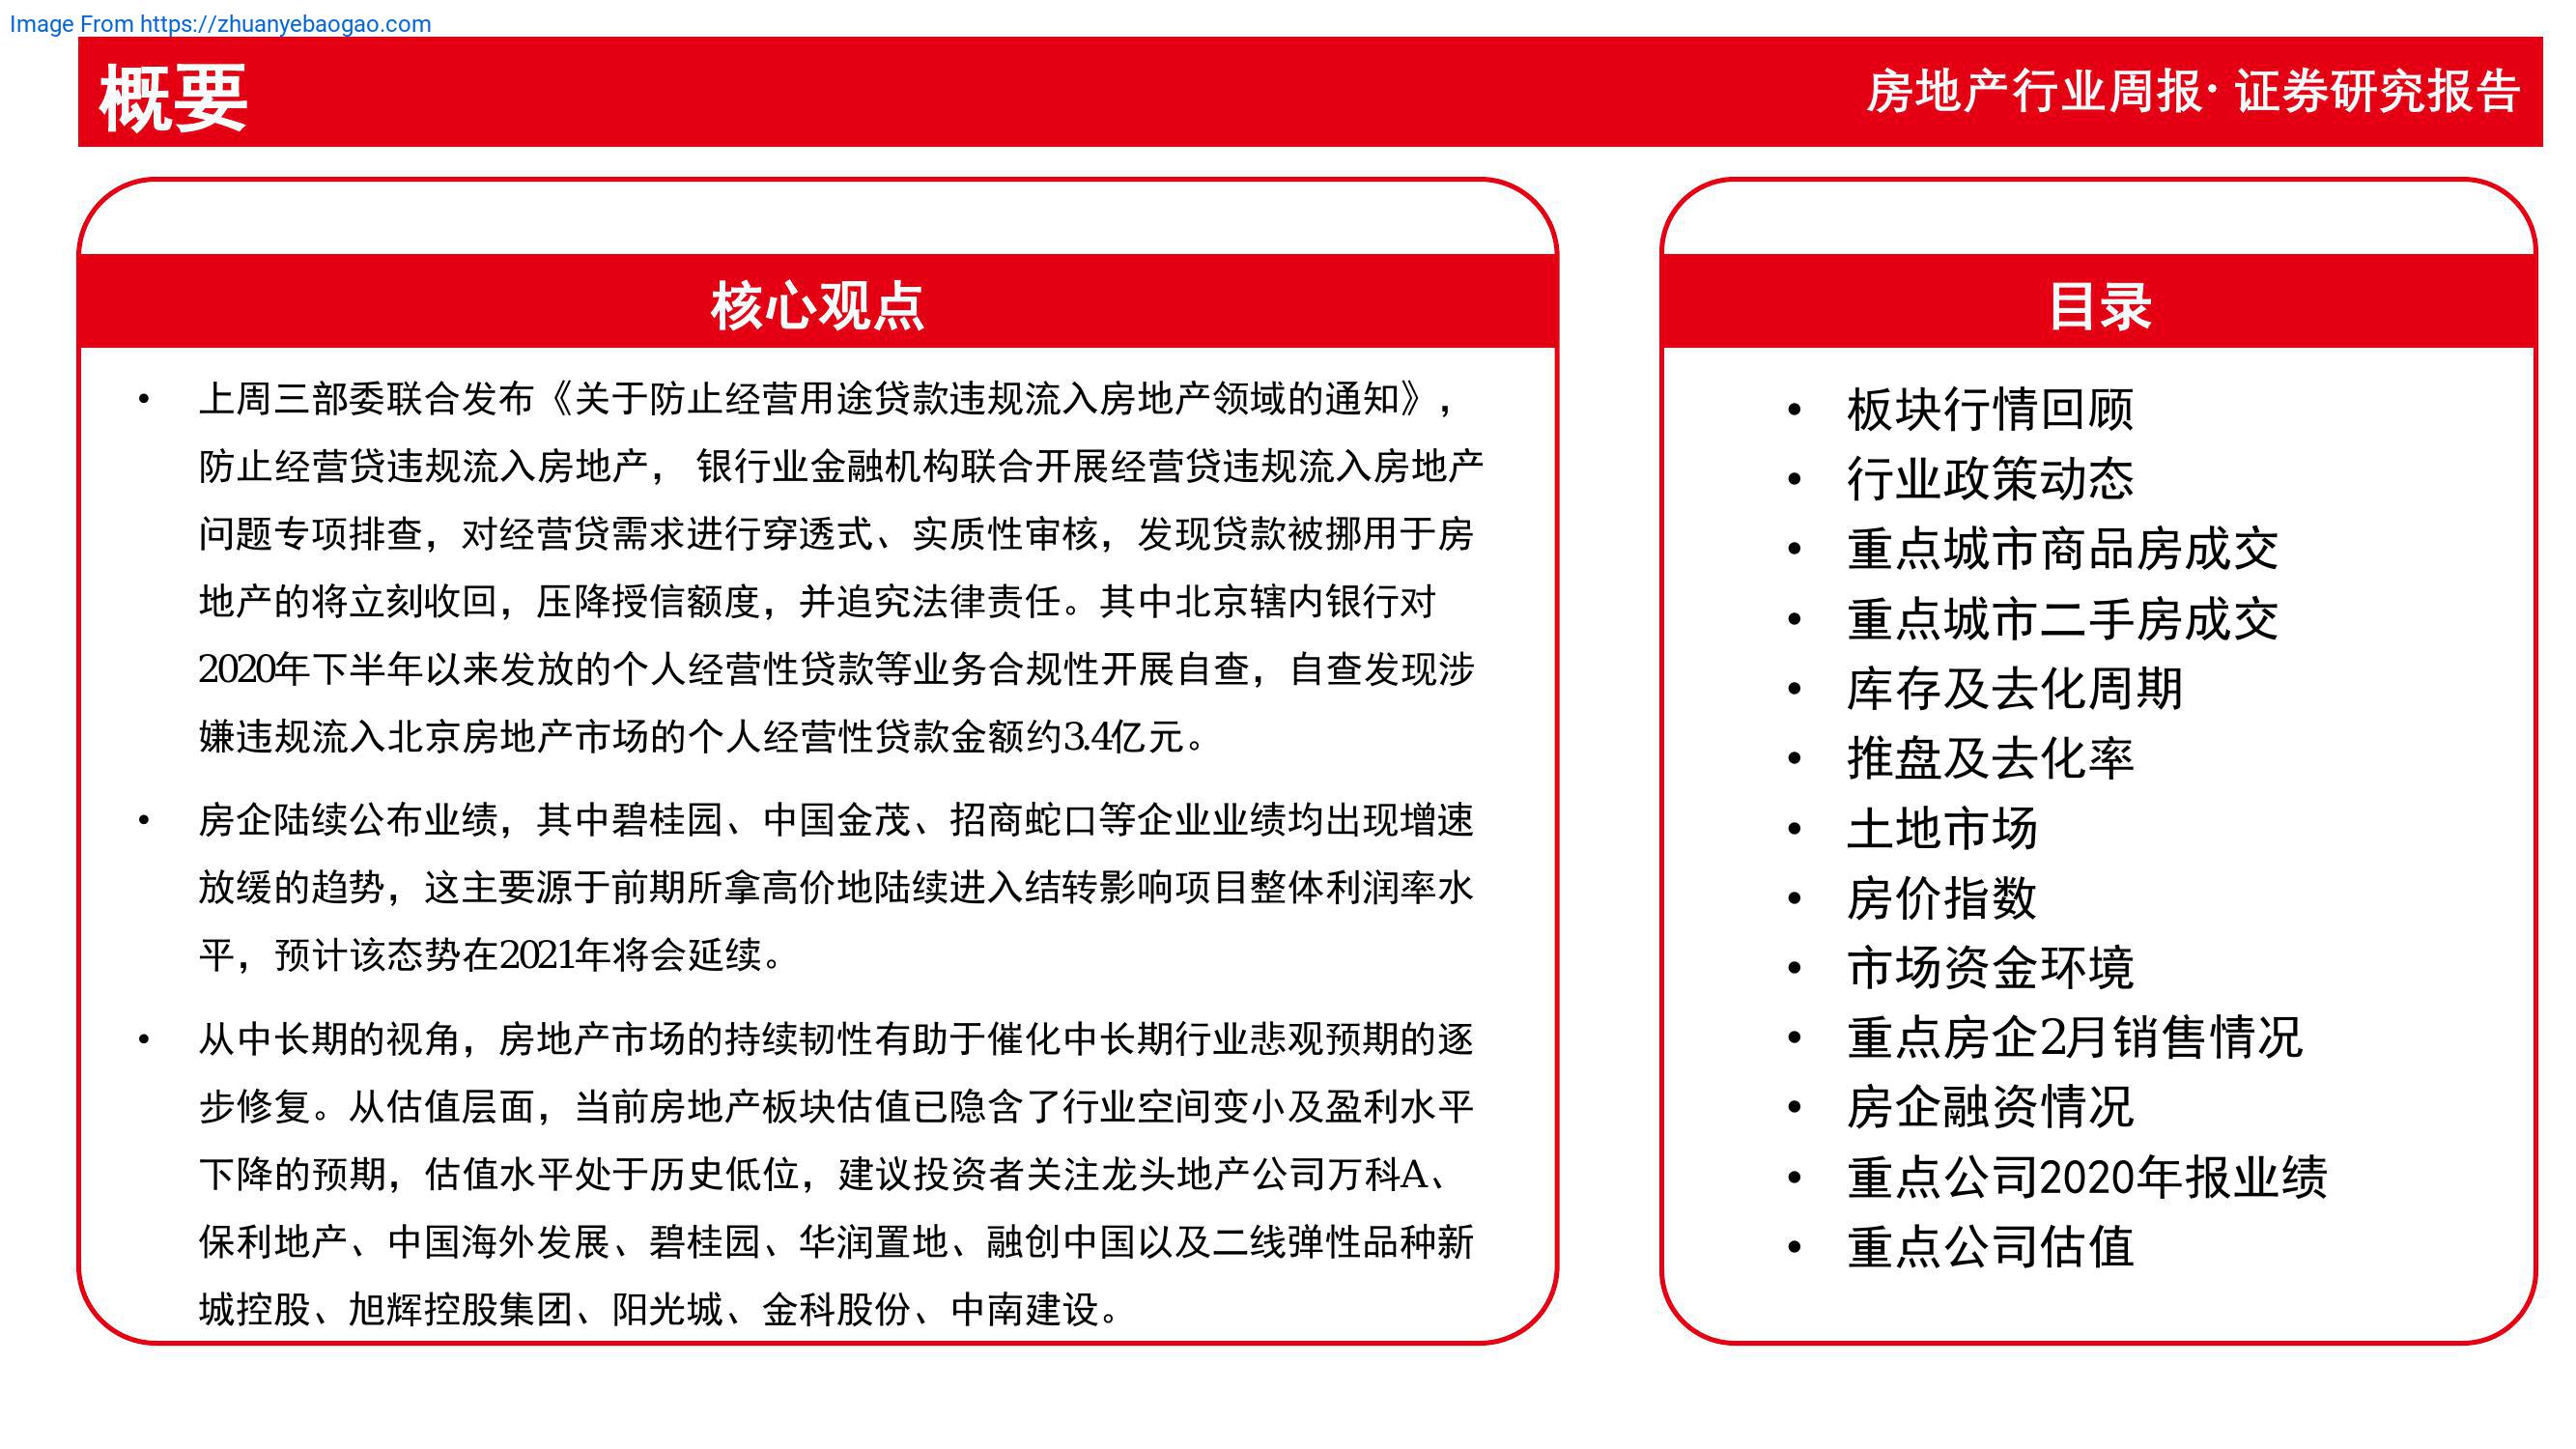 Image From https://zhuanyebaogao.com
概要
房地产行业周报·证券研究报告
核心观点
• 上周三部委联合发布《关于防止经营用途贷款违规流入房地产领域的通知》，
防止经营贷违规流入房地产， 银行业金融机构联合开展经营贷违规流入房地产
问题专项排查，对经营贷需求进行穿透式、实质性审核，发现贷款被挪用于房
地产的将立刻收回，压降授信额度，并追究法律责任。其中北京辖内银行对
2020年下半年以来发放的个人经营性贷款等业务合规性开展自查，自查发现涉
嫌违规流入北京房地产市场的个人经营性贷款金额约3.4亿元。
• 房企陆续公布业绩，其中碧桂园、中国金茂、招商蛇口等企业业绩均出现增速
放缓的趋势，这主要源于前期所拿高价地陆续进入结转影响项目整体利润率水
平，预计该态势在2021年将会延续。
• 从中长期的视角，房地产市场的持续韧性有助于催化中长期行业悲观预期的逐
步修复。从估值层面，当前房地产板块估值已隐含了行业空间变小及盈利水平
下降的预期，估值水平处于历史低位，建议投资者关注龙头地产公司万科A、
保利地产、中国海外发展、碧桂园、华润置地、融创中国以及二线弹性品种新
城控股、旭辉控股集团、阳光城、金科股份、中南建设。
目录
• 板块行情回顾
• 行业政策动态
• 重点城市商品房成交
• 重点城市二手房成交
• 库存及去化周期
• 推盘及去化率
• 土地市场
• 房价指数
• 市场资金环境
• 重点房企2月销售情况
• 房企融资情况
• 重点公司2020年报业绩
• 重点公司估值